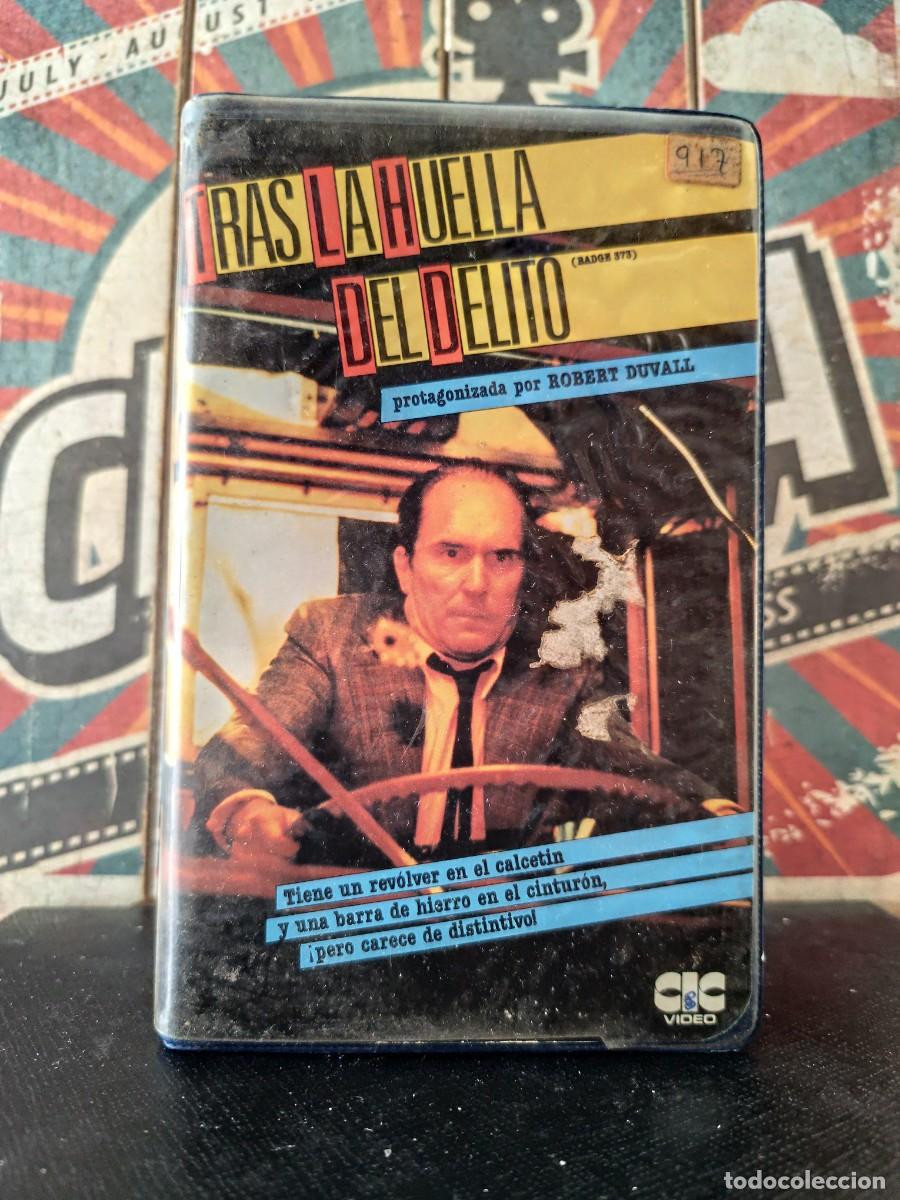 JULY - AUGUST
917
TRAS LA HUELLA
DEL DELITO
(BADGE 373)
protagonizada por ROBERT DUVALL
Tiene un revólver en el calcetin
y una barra de hierro en el cinturón,
¡pero carece de distintivo!
CIC
VIDEO
todocoleccion